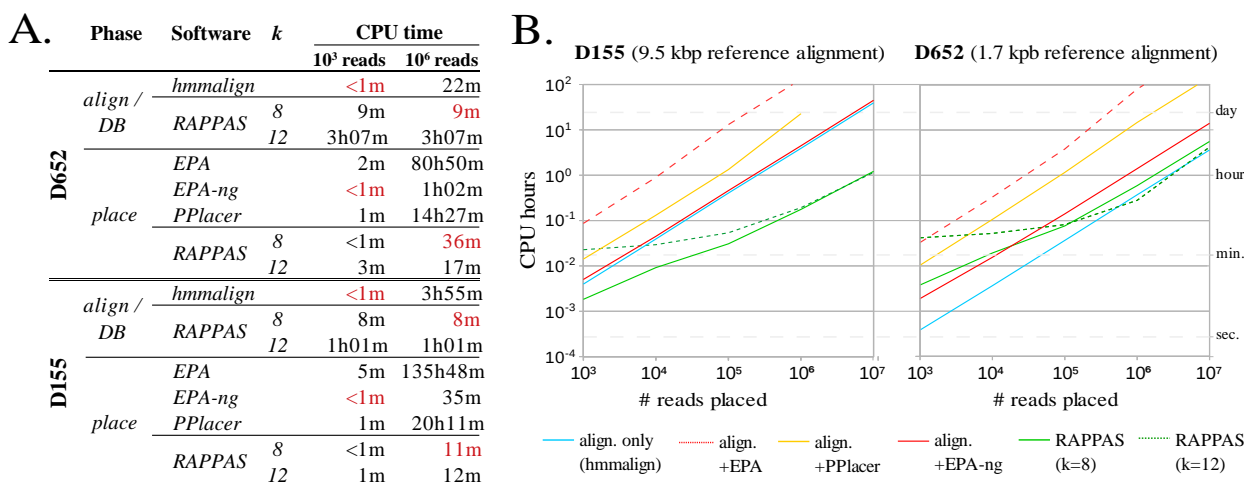 A.
Phase Software k CPU time
10³ reads 10⁶ reads
D652
align / DB
hmmalign <1m 22m
RAPPAS 8 9m 9m
12 3h07m 3h07m
place
EPA 2m 80h50m
EPA-ng <1m 1h02m
PPlacer 1m 14h27m
RAPPAS 8 <1m 36m
12 3m 17m
D155
align / DB
hmmalign <1m 3h55m
RAPPAS 8 8m 8m
12 1h01m 1h01m
place
EPA 5m 135h48m
EPA-ng <1m 35m
PPlacer 1m 20h11m
RAPPAS 8 <1m 11m
12 1m 12m
B.
D155 (9.5 kbp reference alignment)
D652 (1.7 kpb reference alignment)
CPU hours
10²
10¹
10⁰
10⁻¹
10⁻²
10⁻³
10⁻⁴
day
hour
min.
sec.
10³ 10⁴ 10⁵ 10⁶ 10⁷
10³ 10⁴ 10⁵ 10⁶ 10⁷
# reads placed
# reads placed
align. only (hmmalign)
align. +EPA
align. +PPlacer
align. +EPA-ng
RAPPAS (k=8)
RAPPAS (k=12)